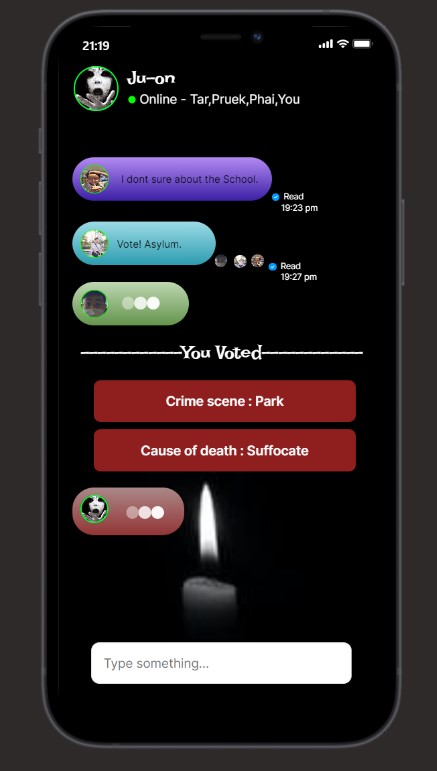 21:19
Ju-on
Online - Tar,Pruek,Phai,You
I dont sure about the School.
Read
19:23 pm
Vote! Asylum.
Read
19:27 pm
You Voted
Crime scene : Park
Cause of death : Suffocate
Type something...